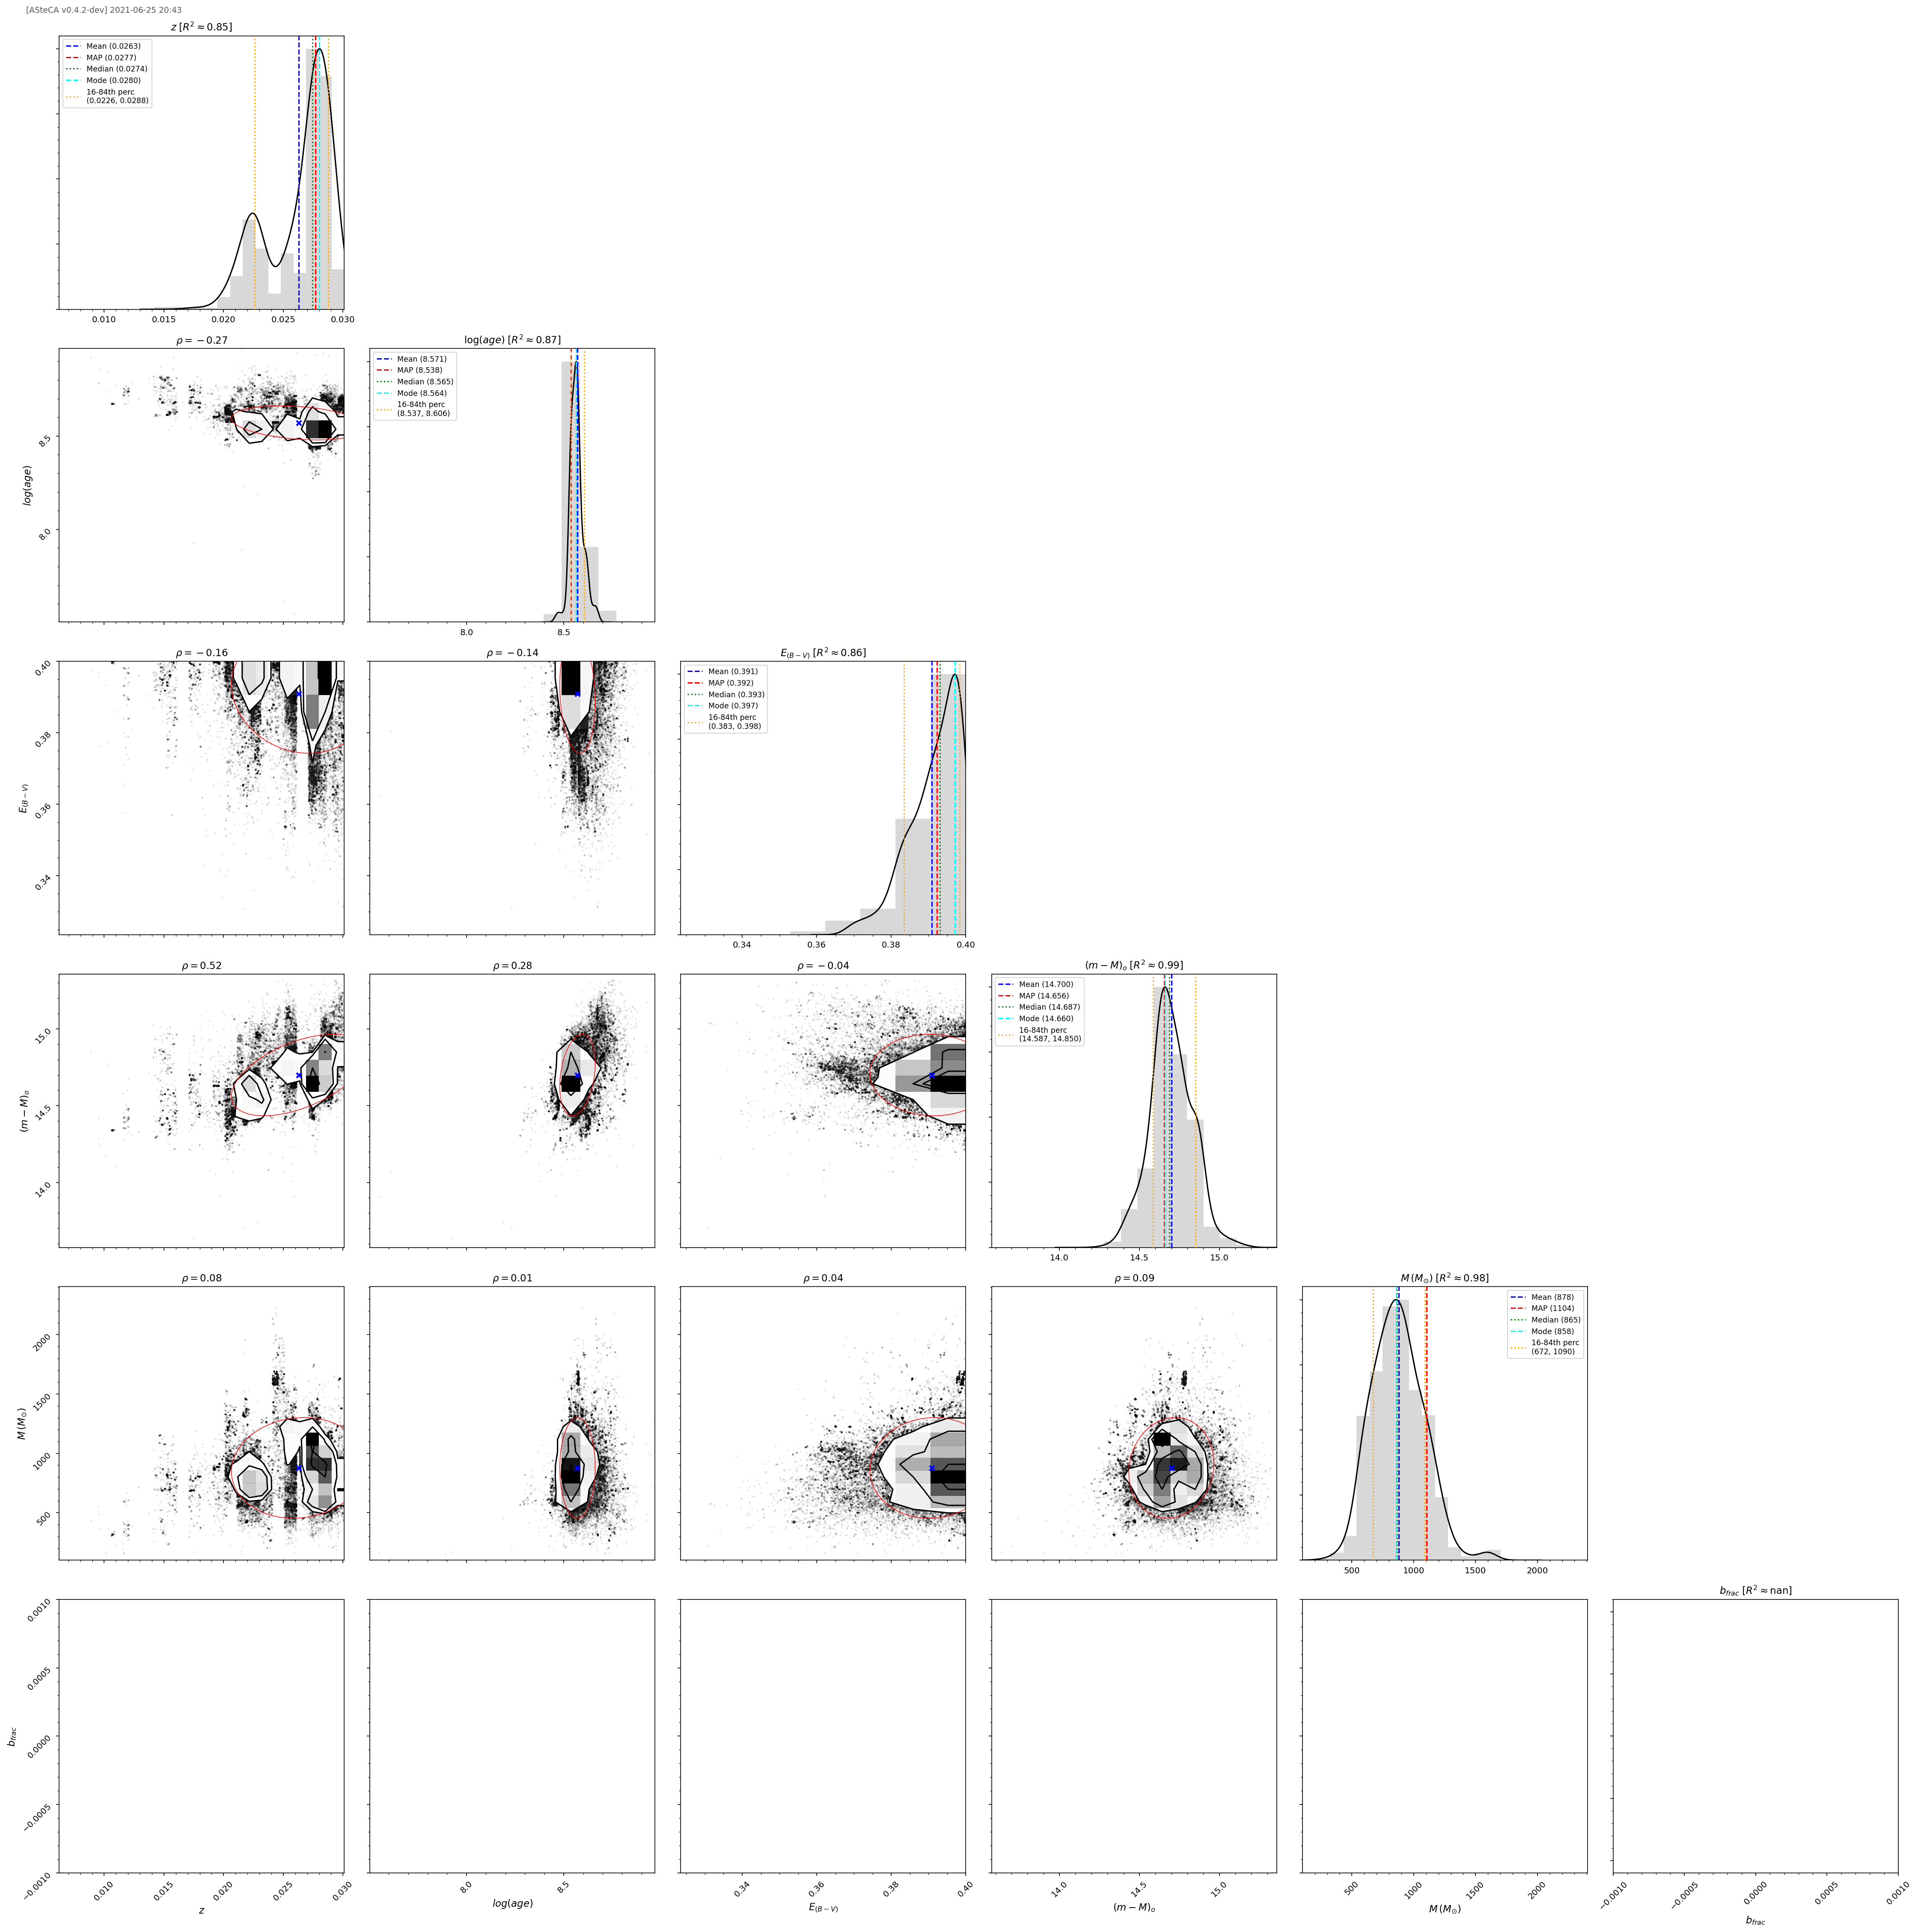 [ASteCA v0.4.2-dev] 2021-06-25 20:43
z [R² ≈ 0.85]
Mean (0.0263)
MAP (0.0277)
Median (0.0274)
Mode (0.0280)
16-84th perc
(0.0226, 0.0288)
0.010 0.015 0.020 0.025 0.030
ρ = −0.27
log(age)
8.5
8.0
log(age) [R² ≈ 0.87]
Mean (8.571)
MAP (8.538)
Median (8.565)
Mode (8.564)
16-84th perc
(8.537, 8.606)
8.0 8.5
ρ = −0.16
E(B − V)
0.40
0.38
0.36
0.34
ρ = −0.14
E(B − V) [R² ≈ 0.86]
Mean (0.391)
MAP (0.392)
Median (0.393)
Mode (0.397)
16-84th perc
(0.383, 0.398)
0.34 0.36 0.38 0.40
ρ = 0.52
(m − M)o
15.0
14.5
14.0
ρ = 0.28
ρ = −0.04
(m − M)o [R² ≈ 0.99]
Mean (14.700)
MAP (14.656)
Median (14.687)
Mode (14.660)
16-84th perc
(14.587, 14.850)
14.0 14.5 15.0
ρ = 0.08
M (M⊙)
2000
1500
1000
500
ρ = 0.01
ρ = 0.04
ρ = 0.09
M (M⊙) [R² ≈ 0.98]
Mean (878)
MAP (1104)
Median (865)
Mode (858)
16-84th perc
(672, 1090)
500 1000 1500 2000
bfrac [R² ≈ nan]
bfrac
0.0010
0.0005
0.0000
−0.0005
−0.0010
0.010 0.015 0.020 0.025 0.030
z
8.0 8.5
log(age)
0.34 0.36 0.38 0.40
E(B − V)
14.0 14.5 15.0
(m − M)o
500 1000 1500 2000
M (M⊙)
−0.0010 −0.0005 0.0000 0.0005 0.0010
bfrac